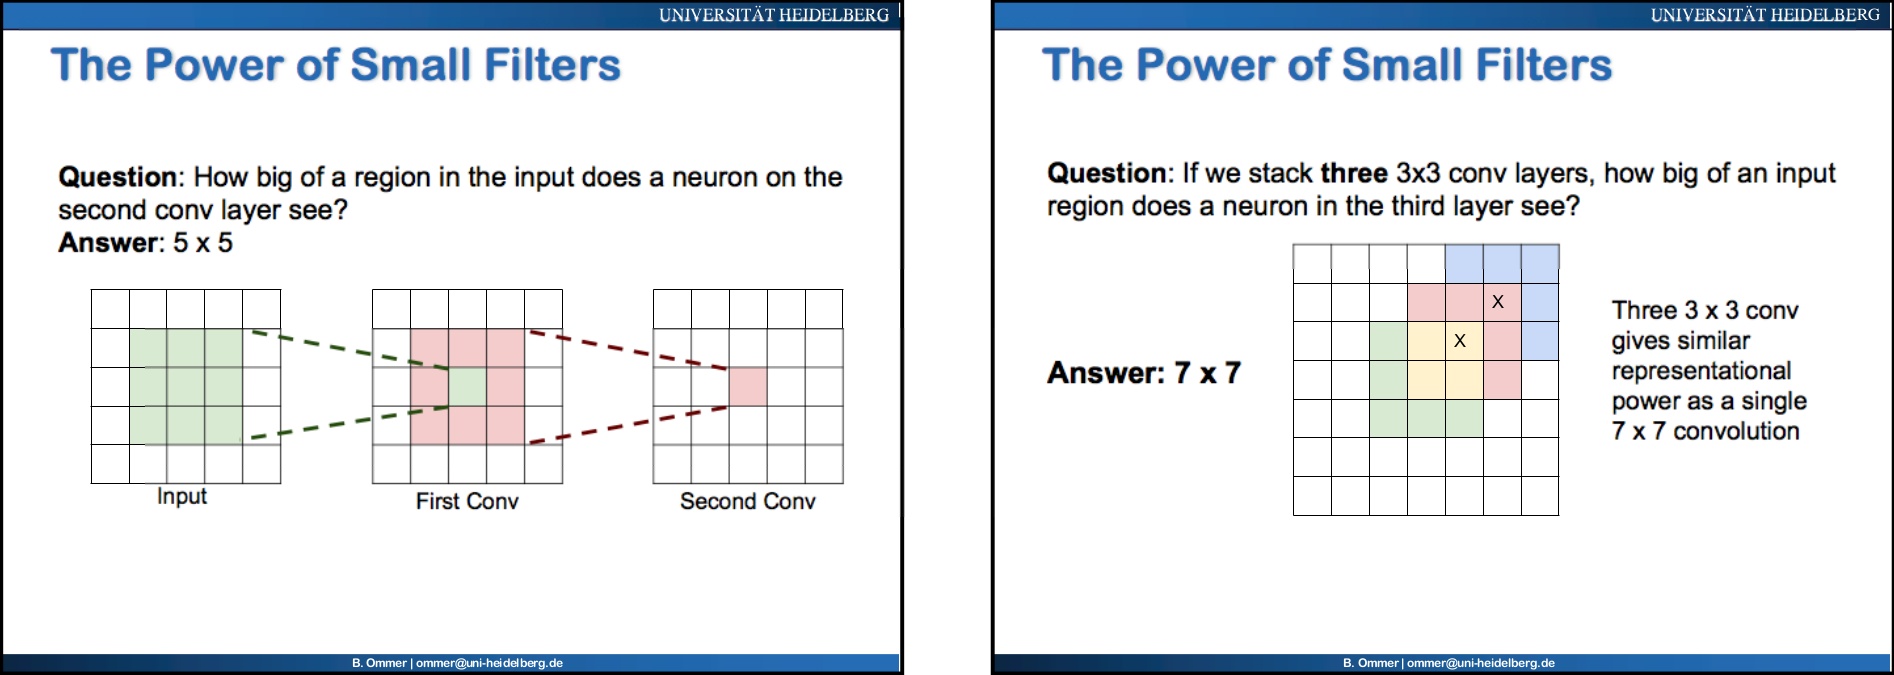 UNIVERSITÄT HEIDELBERG
The Power of Small Filters
Question: How big of a region in the input does a neuron on the
second conv layer see?
Answer: 5 x 5
Input
First Conv
Second Conv
B. Ommer | ommer@uni-heidelberg.de
UNIVERSITÄT HEIDELBERG
The Power of Small Filters
Question: If we stack three 3x3 conv layers, how big of an input
region does a neuron in the third layer see?
X
X
Answer: 7 x 7
Three 3 x 3 conv
gives similar
representational
power as a single
7 x 7 convolution
B. Ommer | ommer@uni-heidelberg.de